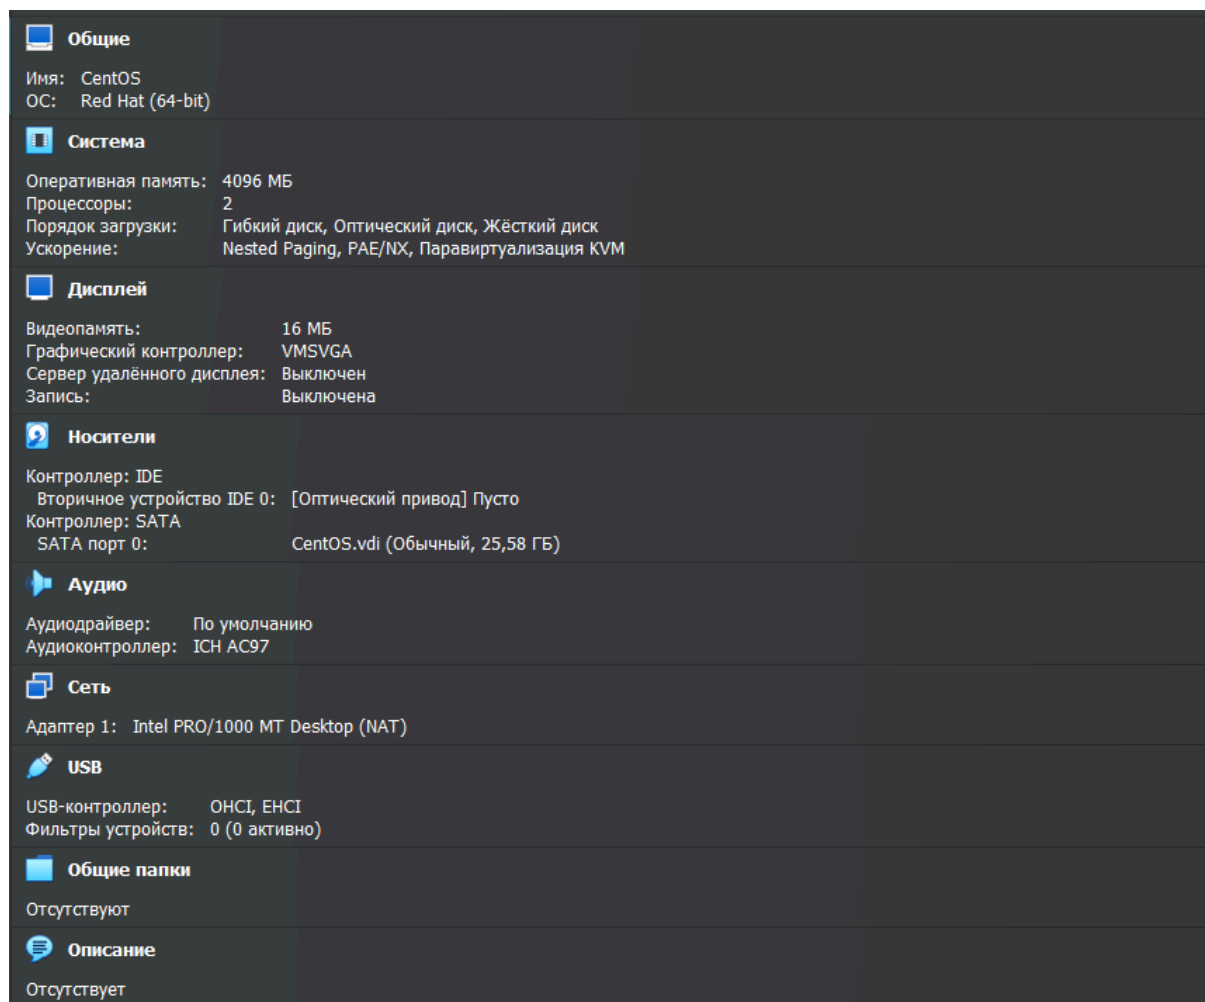 Общие
Имя: CentOS
ОС: Red Hat (64-bit)
Система
Оперативная память: 4096 МБ
Процессоры: 2
Порядок загрузки: Гибкий диск, Оптический диск, Жёсткий диск
Ускорение: Nested Paging, PAE/NX, Паравиртуализация KVM
Дисплей
Видеопамять: 16 МБ
Графический контроллер: VMSVGA
Сервер удалённого дисплея: Выключен
Запись: Выключена
Носители
Контроллер: IDE
Вторичное устройство IDE 0: [Оптический привод] Пусто
Контроллер: SATA
SATA порт 0: CentOS.vdi (Обычный, 25,58 ГБ)
Аудио
Аудиодрайвер: По умолчанию
Аудиоконтроллер: ICH AC97
Сеть
Адаптер 1: Intel PRO/1000 MT Desktop (NAT)
USB
USB-контроллер: OHCI, EHCI
Фильтры устройств: 0 (0 активно)
Общие папки
Отсутствуют
Описание
Отсутствует